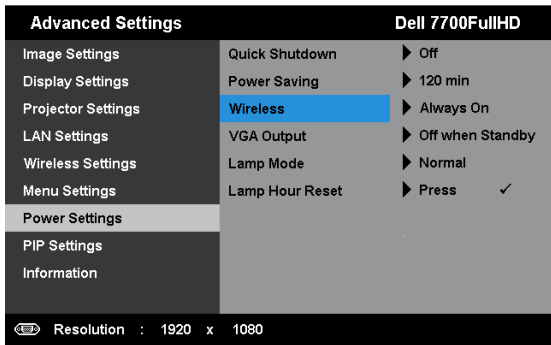 Advanced Settings Dell 7700FullHD
Image Settings Quick Shutdown Off
Display Settings Power Saving 120 min
Projector Settings Wireless Always On
LAN Settings VGA Output Off when Standby
Wireless Settings Lamp Mode Normal
Menu Settings Lamp Hour Reset Press ✓
Power Settings
PIP Settings
Information
Resolution : 1920 x 1080